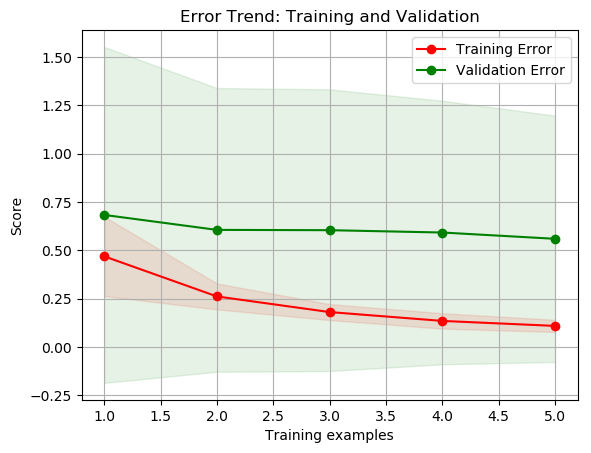 Error Trend: Training and Validation
Training Error
Validation Error
1.50
1.25
1.00
0.75
0.50
0.25
0.00
−0.25
Score
1.0 1.5 2.0 2.5 3.0 3.5 4.0 4.5 5.0
Training examples